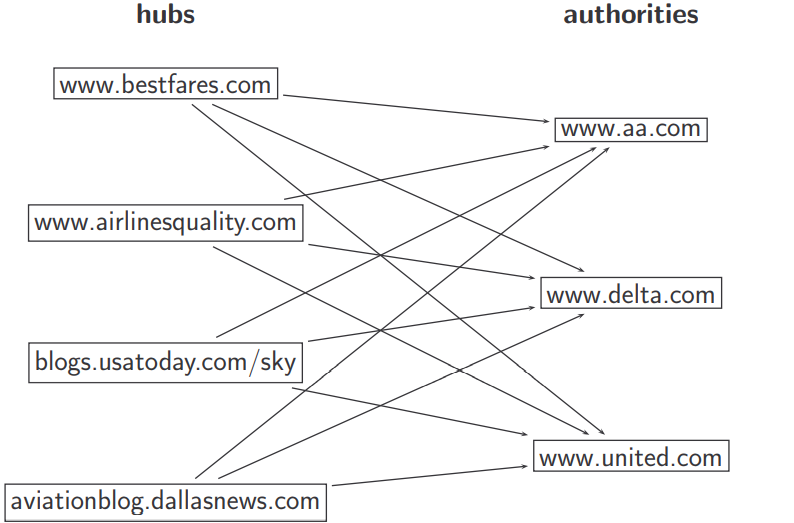 hubs
authorities
www.bestfares.com
www.aa.com
www.airlinesquality.com
www.delta.com
blogs.usatoday.com/sky
www.united.com
aviationblog.dallasnews.com